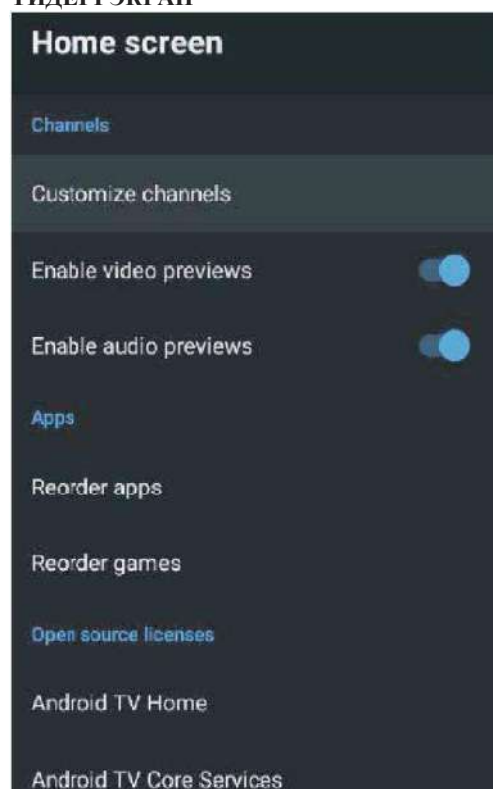 ЭКРАН
Home screen
Channels
Customize channels
Enable video previews
Enable audio previews
Apps
Reorder apps
Reorder games
Open source licenses
Android TV Home
Android TV Core Services